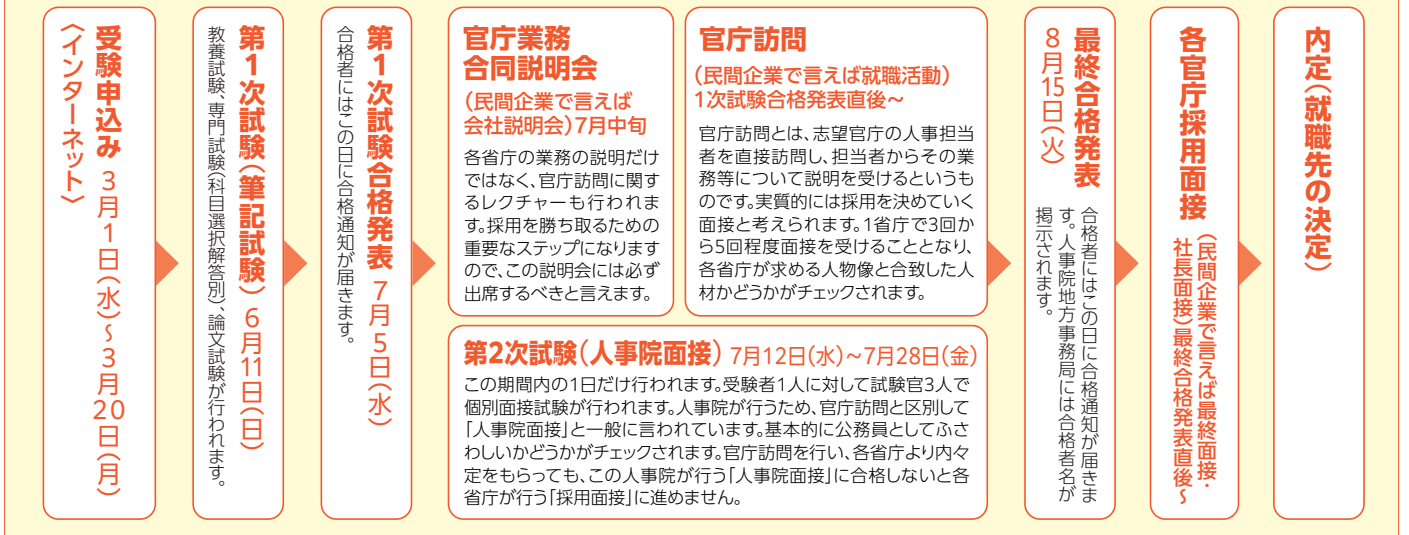 受験申込み 3月1日(水)~3月20日(月)
〈インターネット〉
第1次試験(筆記試験) 6月11日(日)
教養試験、専門試験(科目選択解答別)、論文試験が行われます。
第1次試験合格発表 7月5日(水)
合格者にはこの日に合格通知が届きます。
官庁業務
合同説明会
(民間企業で言えば
会社説明会)7月中旬
各省庁の業務の説明だけ
ではなく、官庁訪問に関す
るレクチャーも行われま
す。採用を勝ち取るための
重要なステップになります
ので、この説明会には必ず
出席するべきと言えます。
官庁訪問
(民間企業で言えば就職活動)
1次試験合格発表直後~
官庁訪問とは、志望官庁の人事担当
者を直接訪問し、担当者からその業
務等について説明を受けるというも
のです。実質的には採用を決めていく
面接と考えられます。1省庁で3回か
ら5回程度面接を受けることとなり、
各省庁が求める人物像と合致した人
材かどうかがチェックされます。
第2次試験(人事院面接) 7月12日(水)~7月28日(金)
この期間内の1日だけ行われます。受験者1人に対して試験官3人で
個別面接試験が行われます。人事院が行うため、官庁訪問と区別して
「人事院面接」と一般に言われています。基本的に公務員としてふさ
わしいかどうかがチェックされます。官庁訪問を行い、各省庁より内々
定をもらっても、この人事院が行う「人事院面接」に合格しないと各
省庁が行う「採用面接」に進めません。
最終合格発表
8月15日(火)
合格者にはこの日に合格通知が届きま
す。人事院地方事務局には合格者名が
掲示されます。
各官庁採用面接
(民間企業で言えば最終面接・
社長面接)最終合格発表直後~
内定(就職先の決定)